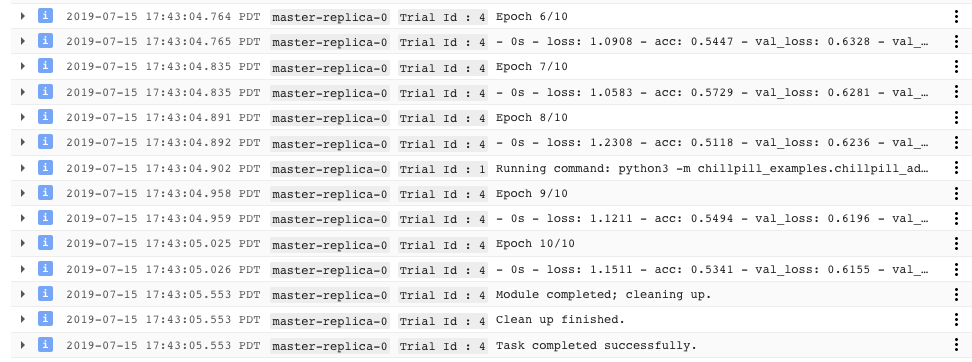 i 2019-07-15 17:43:04.764 PDT master-replica-0 Trial Id : 4 Epoch 6/10
i 2019-07-15 17:43:04.765 PDT master-replica-0 Trial Id : 4 - 0s - loss: 1.0908 - acc: 0.5447 - val_loss: 0.6328 - val_…
i 2019-07-15 17:43:04.835 PDT master-replica-0 Trial Id : 4 Epoch 7/10
i 2019-07-15 17:43:04.835 PDT master-replica-0 Trial Id : 4 - 0s - loss: 1.0583 - acc: 0.5729 - val_loss: 0.6281 - val_…
i 2019-07-15 17:43:04.891 PDT master-replica-0 Trial Id : 4 Epoch 8/10
i 2019-07-15 17:43:04.892 PDT master-replica-0 Trial Id : 4 - 0s - loss: 1.2308 - acc: 0.5118 - val_loss: 0.6236 - val_…
i 2019-07-15 17:43:04.902 PDT master-replica-0 Trial Id : 1 Running command: python3 -m chillpill_examples.chillpill_ad…
i 2019-07-15 17:43:04.958 PDT master-replica-0 Trial Id : 4 Epoch 9/10
i 2019-07-15 17:43:04.959 PDT master-replica-0 Trial Id : 4 - 0s - loss: 1.1211 - acc: 0.5494 - val_loss: 0.6196 - val_…
i 2019-07-15 17:43:05.025 PDT master-replica-0 Trial Id : 4 Epoch 10/10
i 2019-07-15 17:43:05.026 PDT master-replica-0 Trial Id : 4 - 0s - loss: 1.1511 - acc: 0.5341 - val_loss: 0.6155 - val_…
i 2019-07-15 17:43:05.553 PDT master-replica-0 Trial Id : 4 Module completed; cleaning up.
i 2019-07-15 17:43:05.553 PDT master-replica-0 Trial Id : 4 Clean up finished.
i 2019-07-15 17:43:05.553 PDT master-replica-0 Trial Id : 4 Task completed successfully.